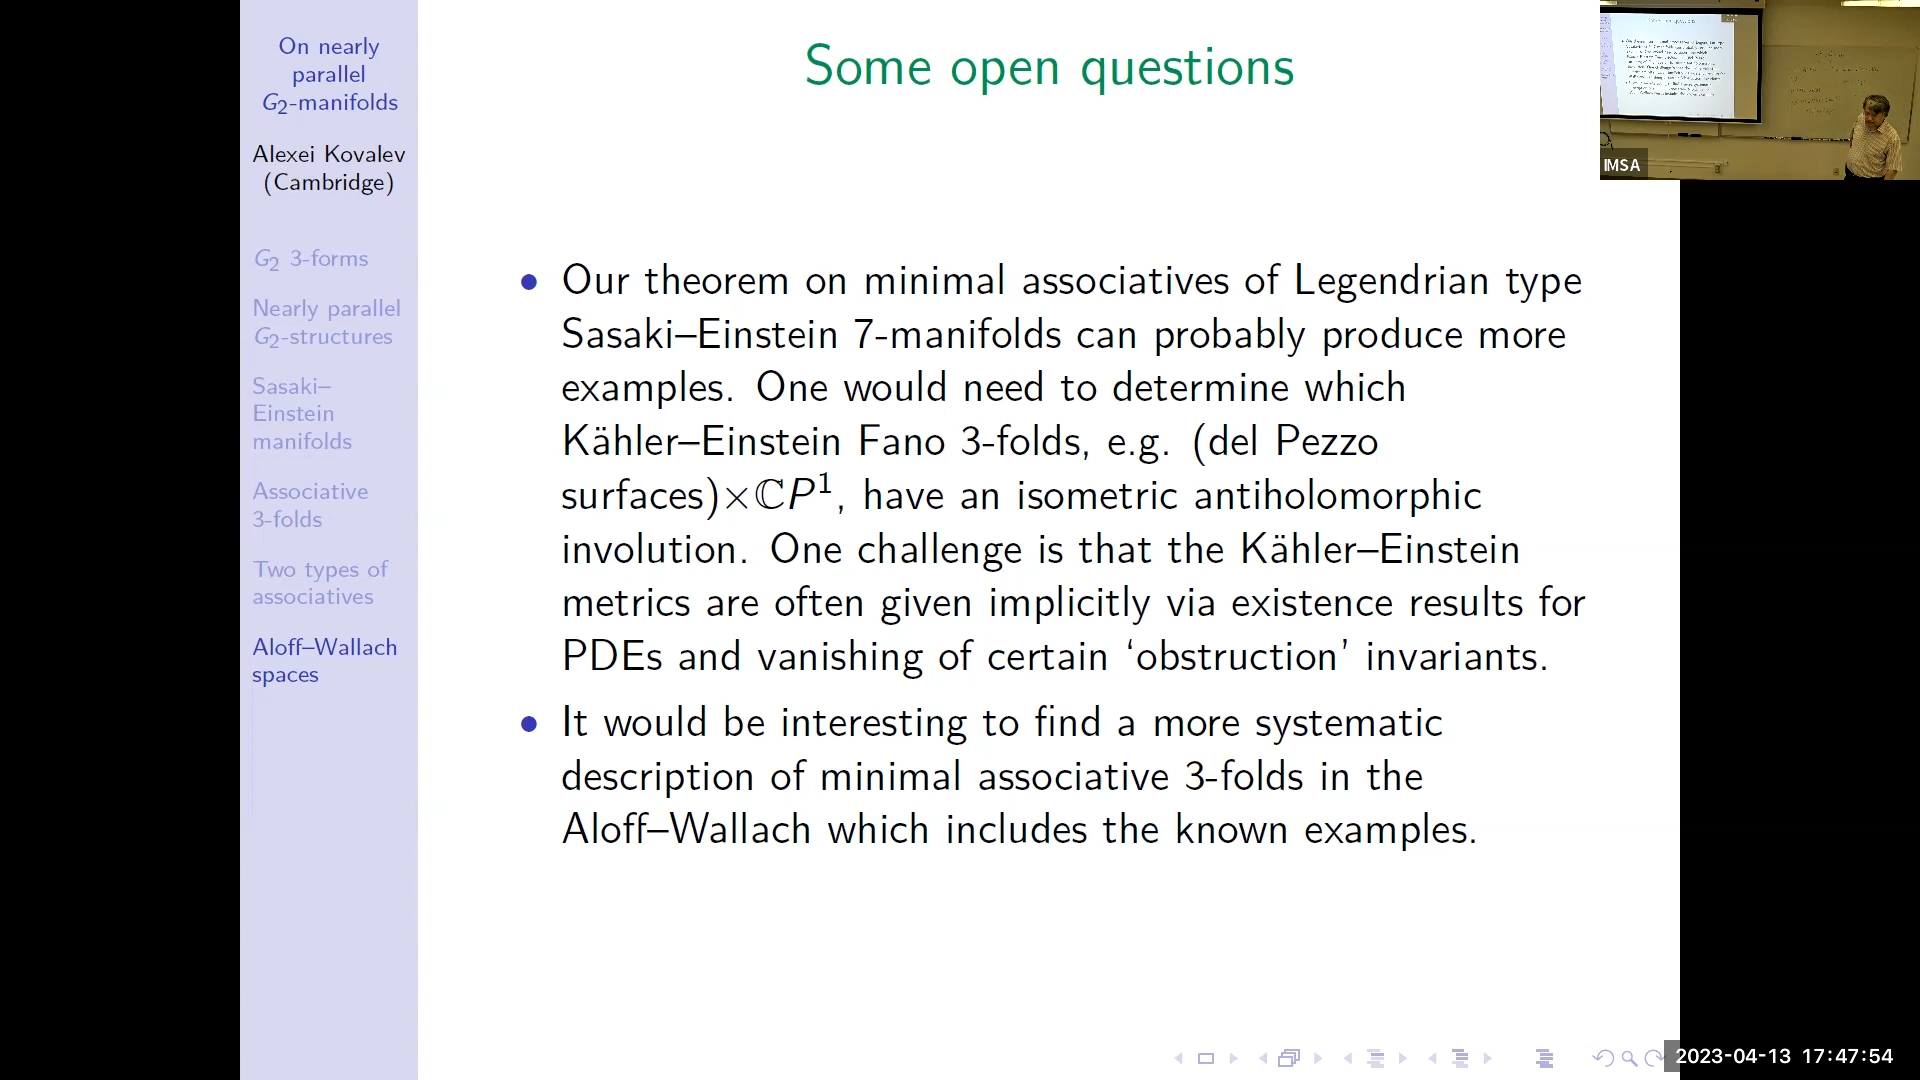 On nearly
parallel
G2-manifolds
Alexei Kovalev
(Cambridge)
G2 3-forms
Nearly parallel
G2-structures
Sasaki–
Einstein
manifolds
Associative
3-folds
Two types of
associatives
Aloff–Wallach
spaces
Some open questions
• Our theorem on minimal associatives of Legendrian type
Sasaki–Einstein 7-manifolds can probably produce more
examples. One would need to determine which
Kähler–Einstein Fano 3-folds, e.g. (del Pezzo
surfaces)×ℂP¹, have an isometric antiholomorphic
involution. One challenge is that the Kähler–Einstein
metrics are often given implicitly via existence results for
PDEs and vanishing of certain ‘obstruction’ invariants.
• It would be interesting to find a more systematic
description of minimal associative 3-folds in the
Aloff–Wallach which includes the known examples.
IMSA
2023-04-13 17:47:54